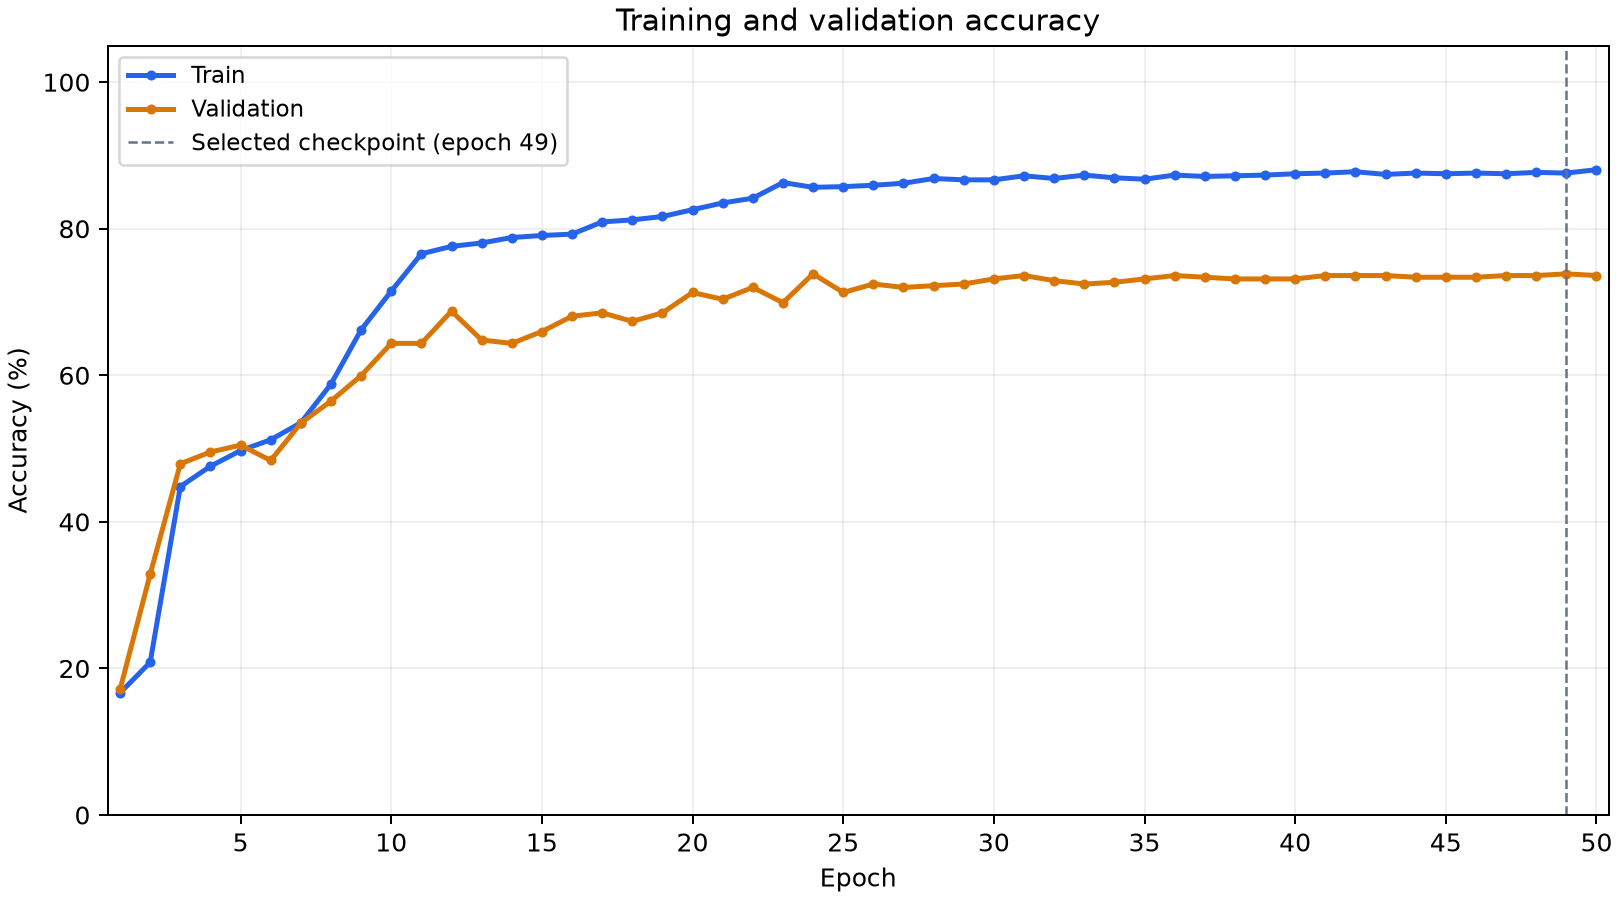 Training and validation accuracy
Train
Validation
Selected checkpoint (epoch 49)
100
80
60
40
20
0
Accuracy (%)
5 10 15 20 25 30 35 40 45 50
Epoch